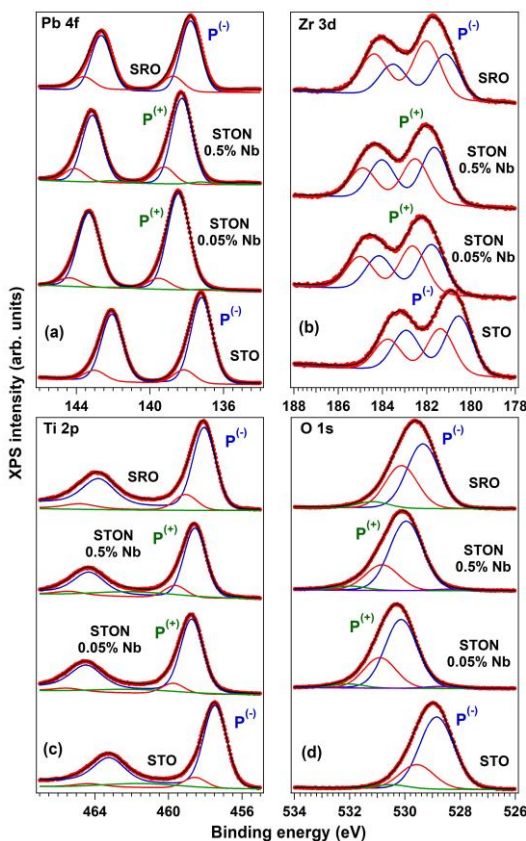 Pb 4f
P(-)
SRO
P(+)
STON
0.5% Nb
P(+)
STON
0.05% Nb
P(-)
(a)
STO
144 140 136
Zr 3d
P(-)
SRO
P(+)
STON
0.5% Nb
P(+)
STON
0.05% Nb
P(-)
(b)
STO
188 186 184 182 180 178
XPS intensity (arb. units)
Ti 2p
P(-)
SRO
P(+)
STON
0.5% Nb
P(+)
STON
0.05% Nb
P(-)
(c)
STO
464 460 456
O 1s
P(-)
SRO
P(+)
STON
0.5% Nb
P(+)
STON
0.05% Nb
P(-)
(d)
STO
534 532 530 528 526
Binding energy (eV)